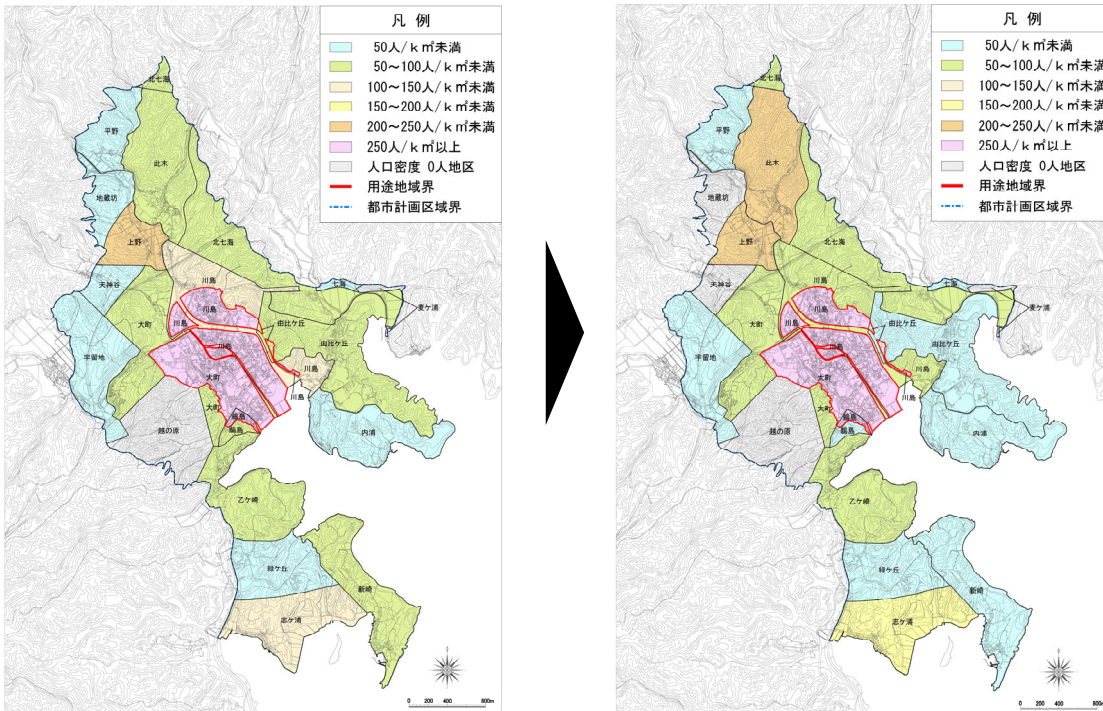 凡 例
50人/k㎡未満
50～100人/k㎡未満
100～150人/k㎡未満
150～200人/k㎡未満
200～250人/k㎡未満
250人/k㎡以上
人口密度 0人地区
用途地域界
都市計画区域界
北七海
平野
此木
地蔵坊
上野
北七海
天神谷
川島
七海
麦ケ浦
大町
川島
川島
由比ケ丘
由比ケ丘
宇留地
川島
大町
川島
川島
大町
鵜島
鵜島
越の原
内浦
乙ケ崎
緑ケ丘
新崎
志ケ浦
0 200 400 800m
凡 例
50人/k㎡未満
50～100人/k㎡未満
100～150人/k㎡未満
150～200人/k㎡未満
200～250人/k㎡未満
250人/k㎡以上
人口密度 0人地区
用途地域界
都市計画区域界
北七海
平野
此木
地蔵坊
上野
北七海
天神谷
川島
七海
麦ケ浦
大町
川島
川島
由比ケ丘
由比ケ丘
宇留地
川島
大町
川島
川島
大町
鵜島
鵜島
越の原
内浦
乙ケ崎
緑ケ丘
新崎
志ケ浦
0 200 400 800m